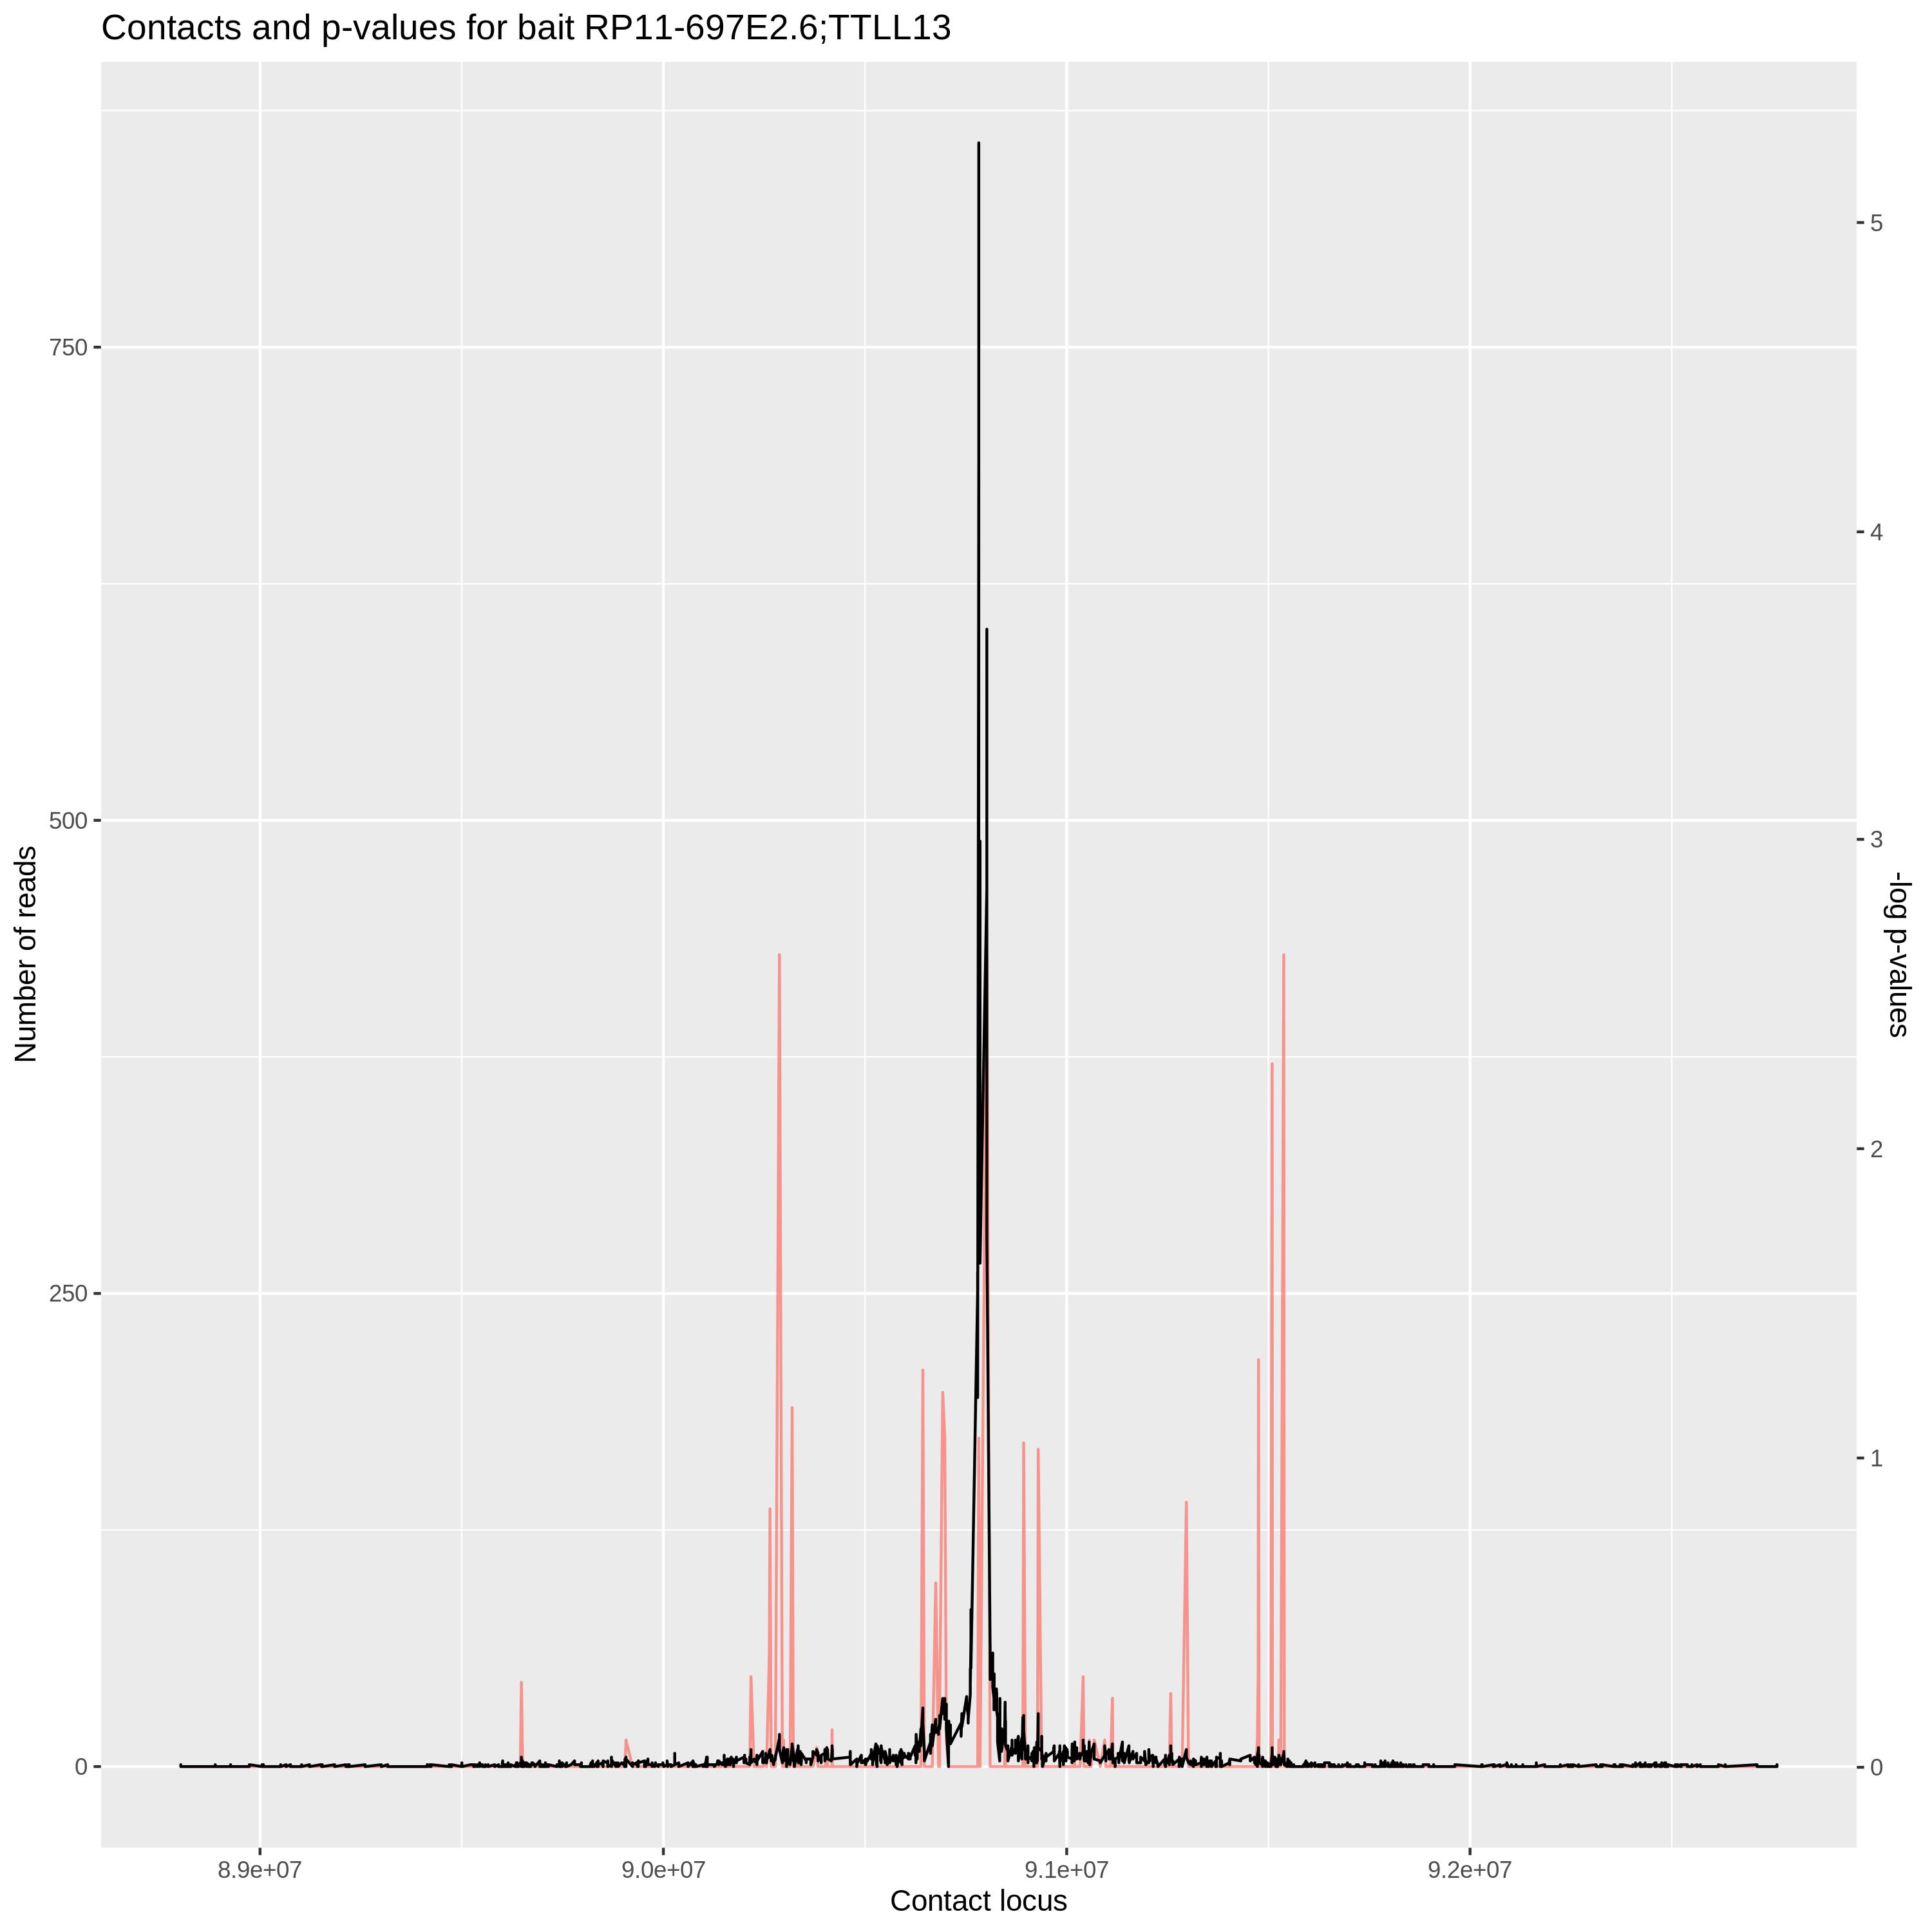 Contacts and p-values for bait RP11-697E2.6;TTLL13
Number of reads
750
500
250
0
5
4
3
2
1
0
-log p-values
8.9e+07
9.0e+07
9.1e+07
9.2e+07
Contact locus